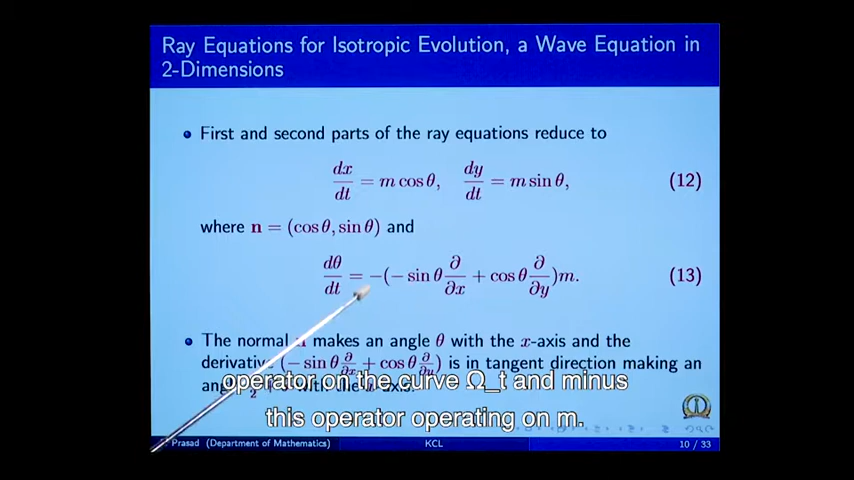 Ray Equations for Isotropic Evolution, a Wave Equation in
2-Dimensions
• First and second parts of the ray equations reduce to
dx/dt = m cos θ, dy/dt = m sin θ, (12)
where n = (cos θ, sin θ) and
dθ/dt = −(− sin θ ∂/∂x + cos θ ∂/∂y)m. (13)
• The normal makes an angle θ with the x-axis and the
derivative (− sin θ ∂/∂x + cos θ ∂/∂y) is in tangent direction making an
operator on the curve Ω_t and minus
this operator operating on m.
Prasad (Department of Mathematics) KCL 10 / 33